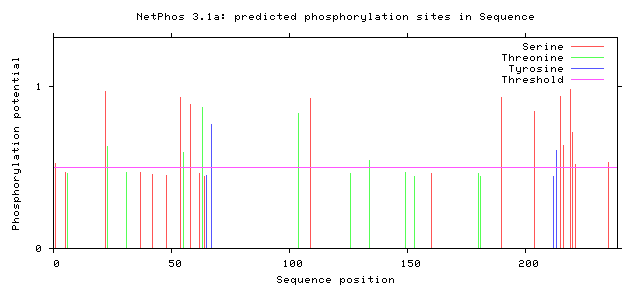 NetPhos 3.1a: predicted phosphorylation sites in Sequence
Serine
Threonine
Tyrosine
Threshold
Phosphorylation potential
1
0
0 50 100 150 200
Sequence position